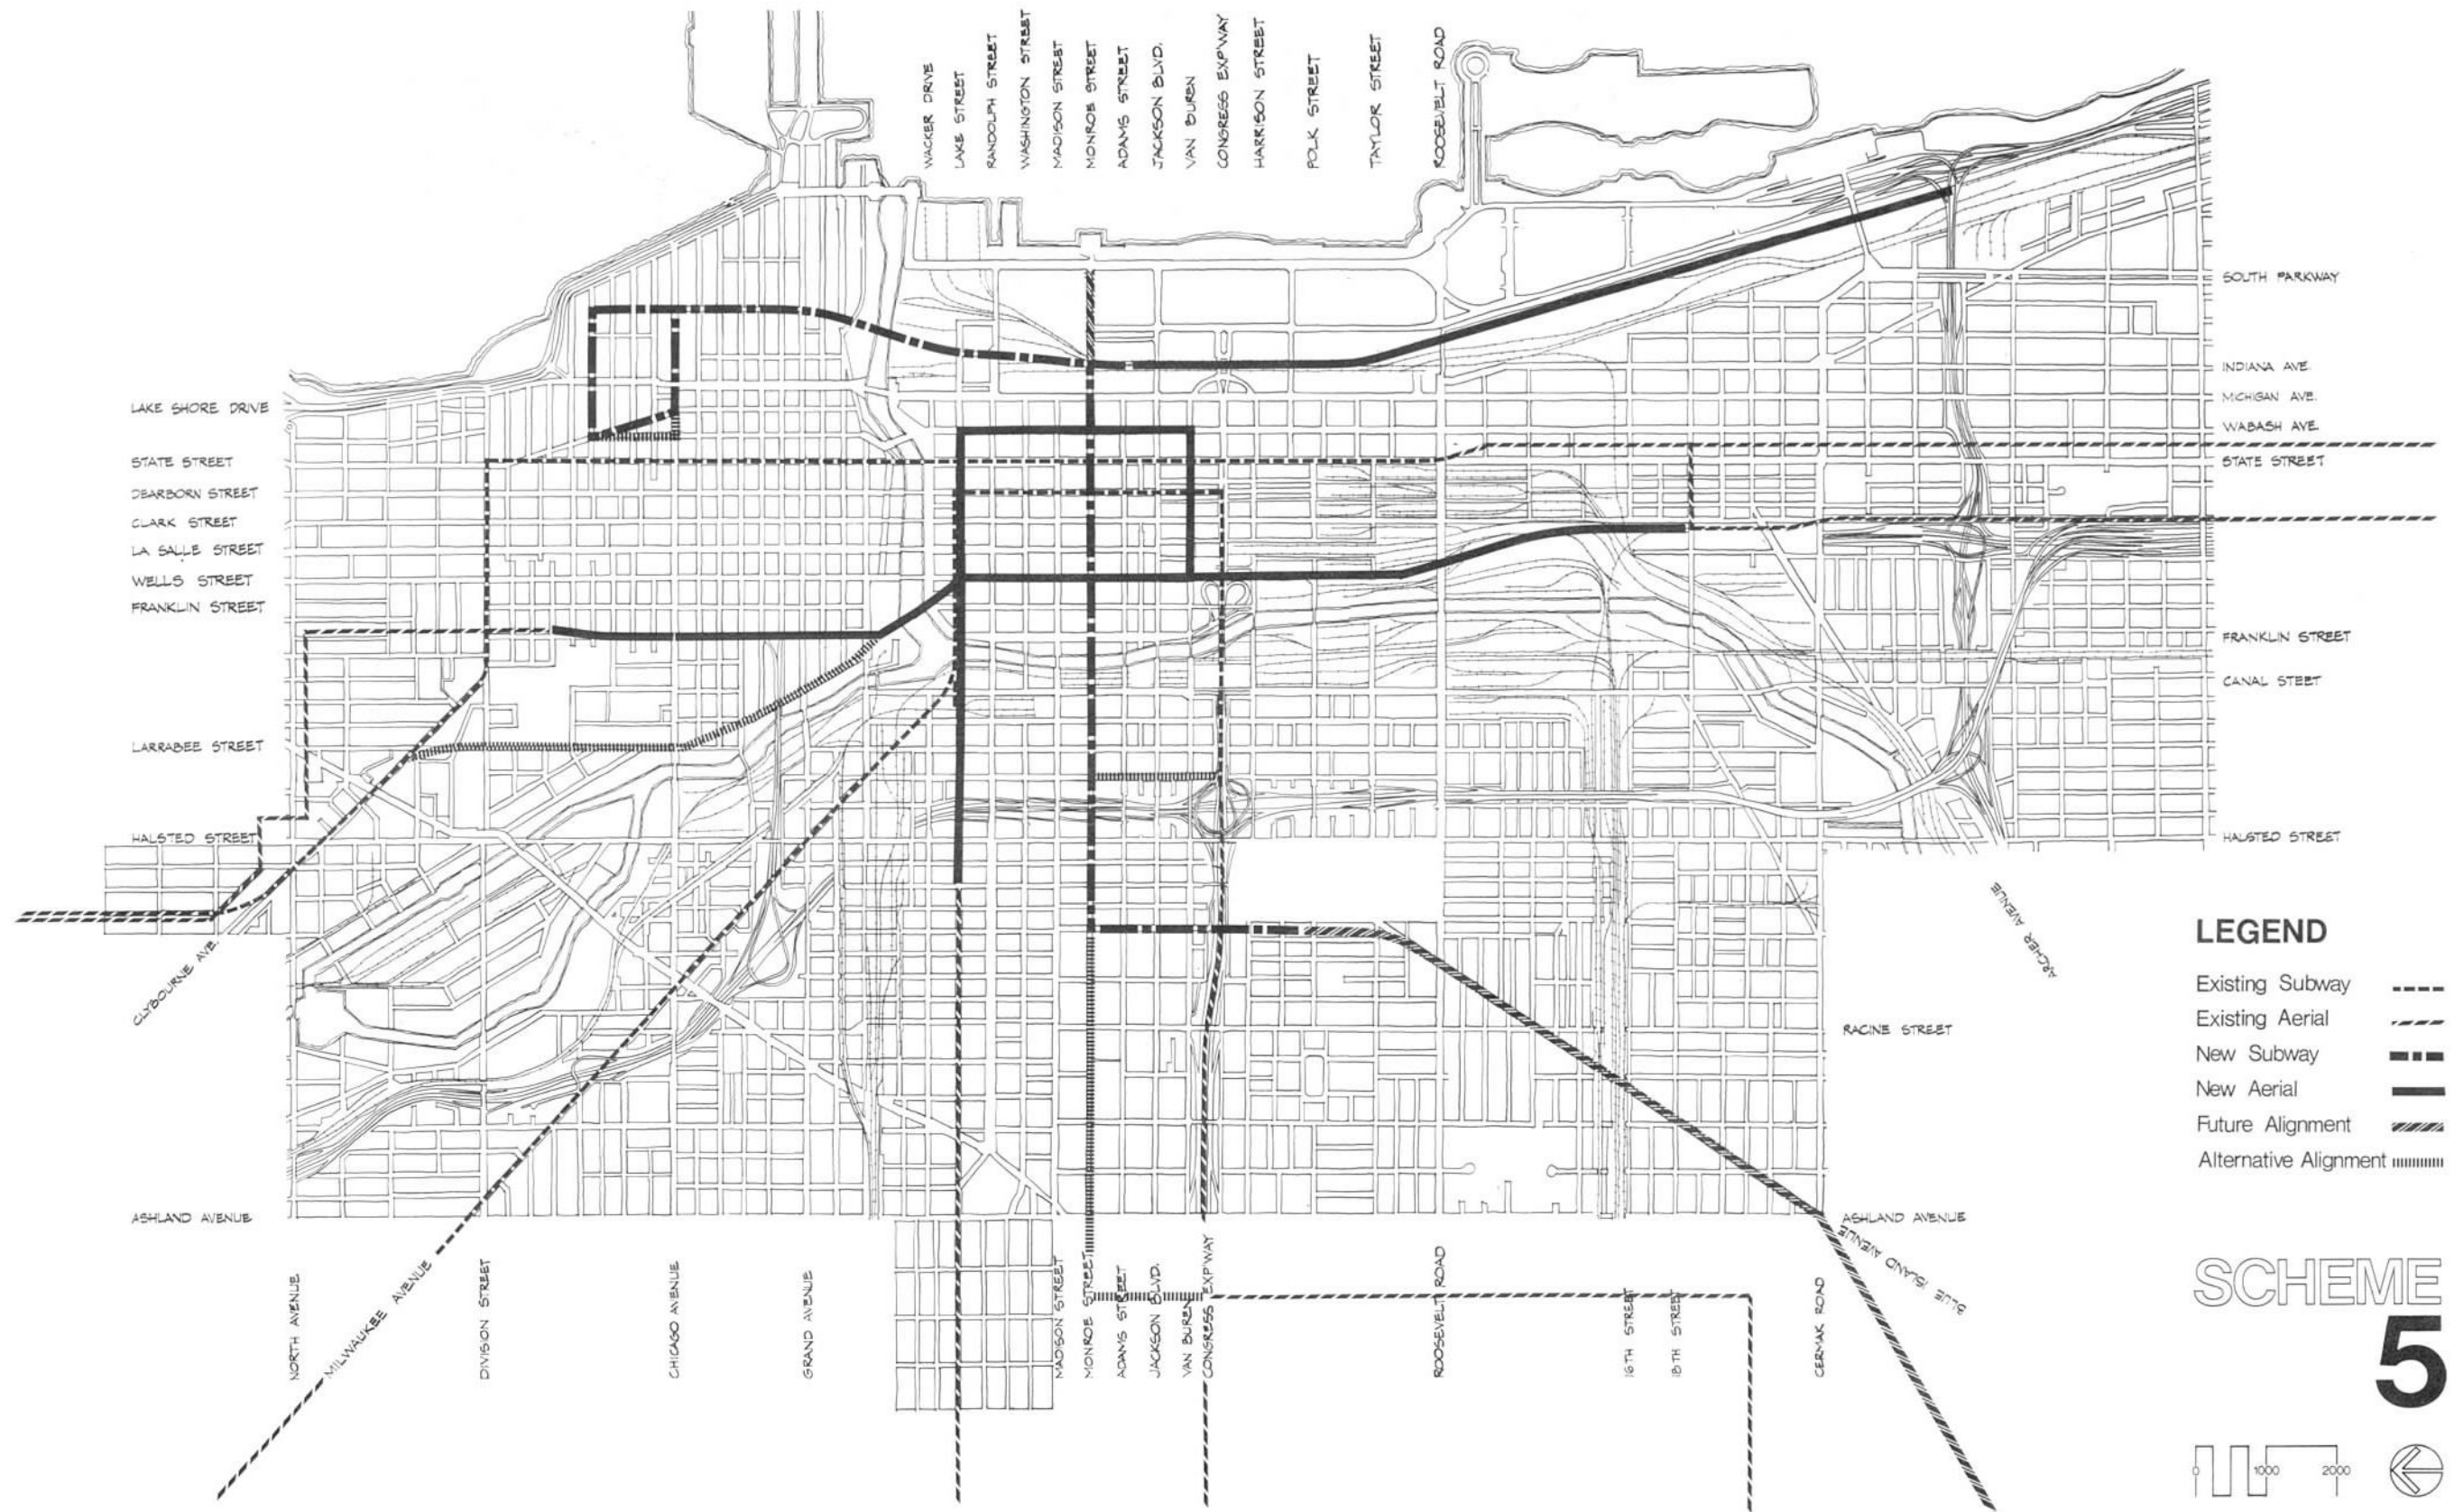 WACKER DRIVE
LAKE STREET
RANDOLPH STREET
WASHINGTON STREET
MADISON STREET
MONROE STREET
ADAMS STREET
JACKSON BLVD.
VAN BUREN
CONGRESS EXP'WAY
HARRISON STREET
POLK STREET
TAYLOR STREET
ROOSEVELT ROAD
LAKE SHORE DRIVE
STATE STREET
DEARBORN STREET
CLARK STREET
LA SALLE STREET
WELLS STREET
FRANKLIN STREET
LARRABEE STREET
HALSTED STREET
CLYBOURNE AVE.
ASHLAND AVENUE
SOUTH PARKWAY
INDIANA AVE.
MICHIGAN AVE.
WABASH AVE.
STATE STREET
FRANKLIN STREET
CANAL STEET
HALSTED STREET
ARCHER AVENUE
RACINE STREET
ASHLAND AVENUE
BLUE ISLAND AVENUE
NORTH AVENUE
MILWAUKEE AVENUE
DIVISION STREET
CHICAGO AVENUE
GRAND AVENUE
MADISON STREET
MONROE STREET
ADAMS STREET
JACKSON BLVD.
VAN BUREN
CONGRESS EXP'WAY
ROOSEVELT ROAD
16TH STREET
18TH STREET
CERMAK ROAD
LEGEND
Existing Subway
Existing Aerial
New Subway
New Aerial
Future Alignment
Alternative Alignment
SCHEME
5
0 1000 2000